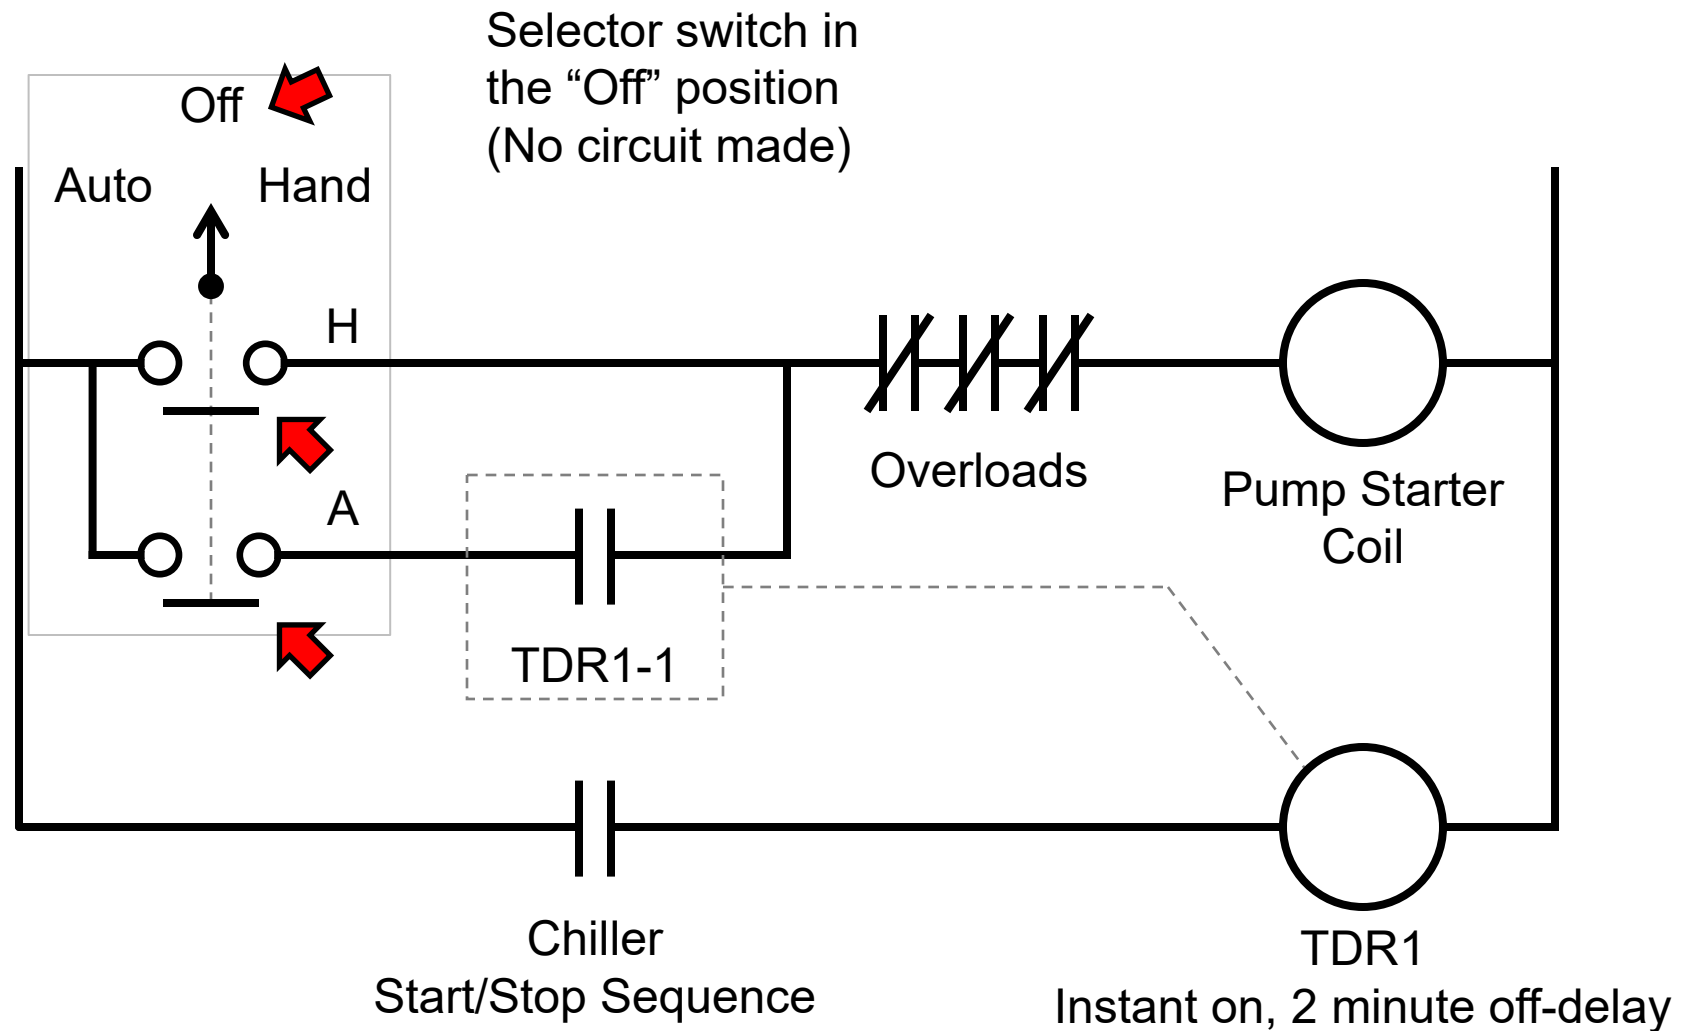 Selector switch in
the “Off” position
(No circuit made)
Off
Auto
Hand
H
A
Overloads
Pump Starter
Coil
TDR1-1
Chiller
Start/Stop Sequence
TDR1
Instant on, 2 minute off-delay